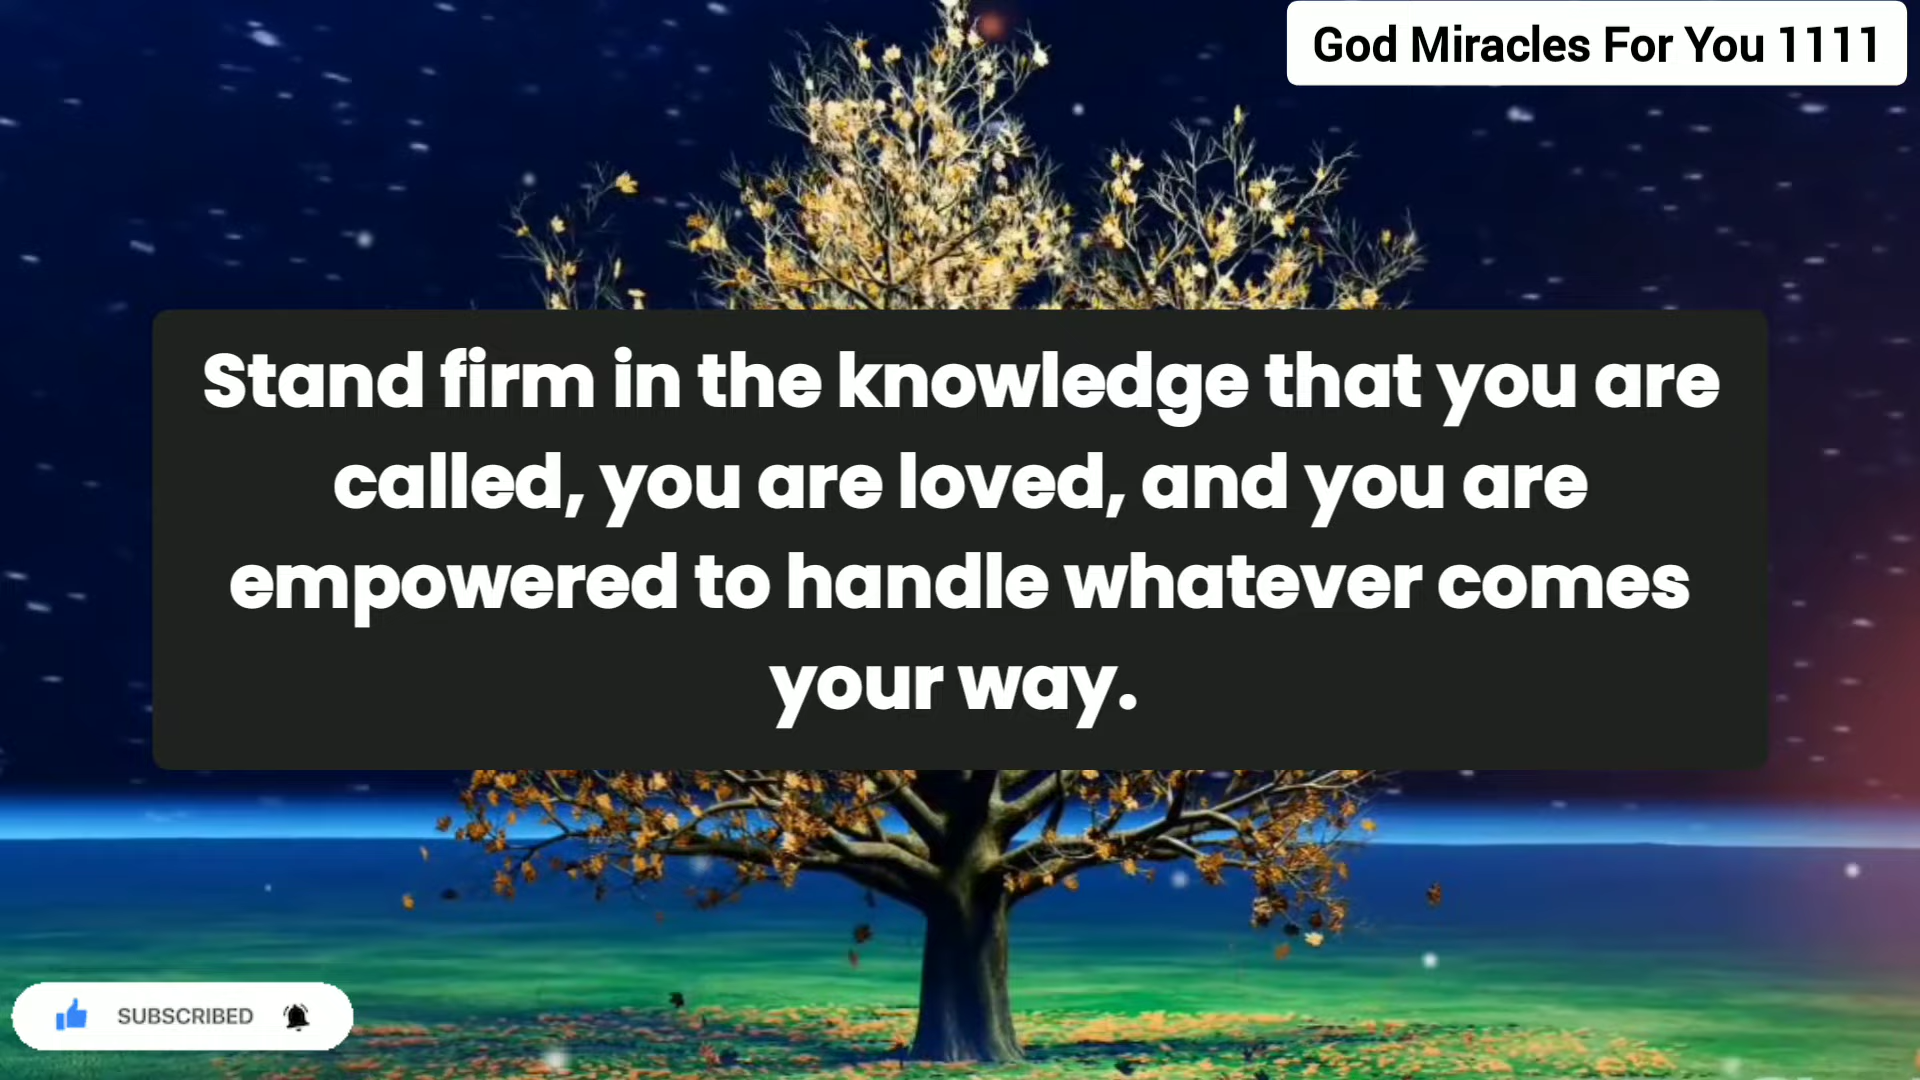 God Miracles For You 1111
Stand firm in the knowledge that you are
called, you are loved, and you are
empowered to handle whatever comes
your way.
SUBSCRIBED